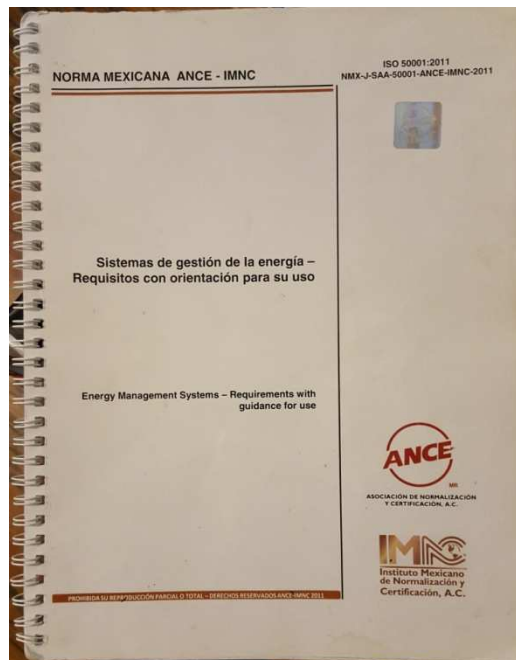 NORMA MEXICANA ANCE - IMNC
ISO 50001:2011
NMX-J-SAA-50001-ANCE-IMNC-2011
Sistemas de gestión de la energía –
Requisitos con orientación para su uso
Energy Management Systems – Requirements with
guidance for use
ANCE
MR
ASOCIACIÓN DE NORMALIZACIÓN
Y CERTIFICACIÓN, A.C.
IMNC
Instituto Mexicano
de Normalización y
Certificación, A.C.
PROHIBIDA SU REPRODUCCIÓN PARCIAL O TOTAL – DERECHOS RESERVADOS ANCE-IMNC 2011